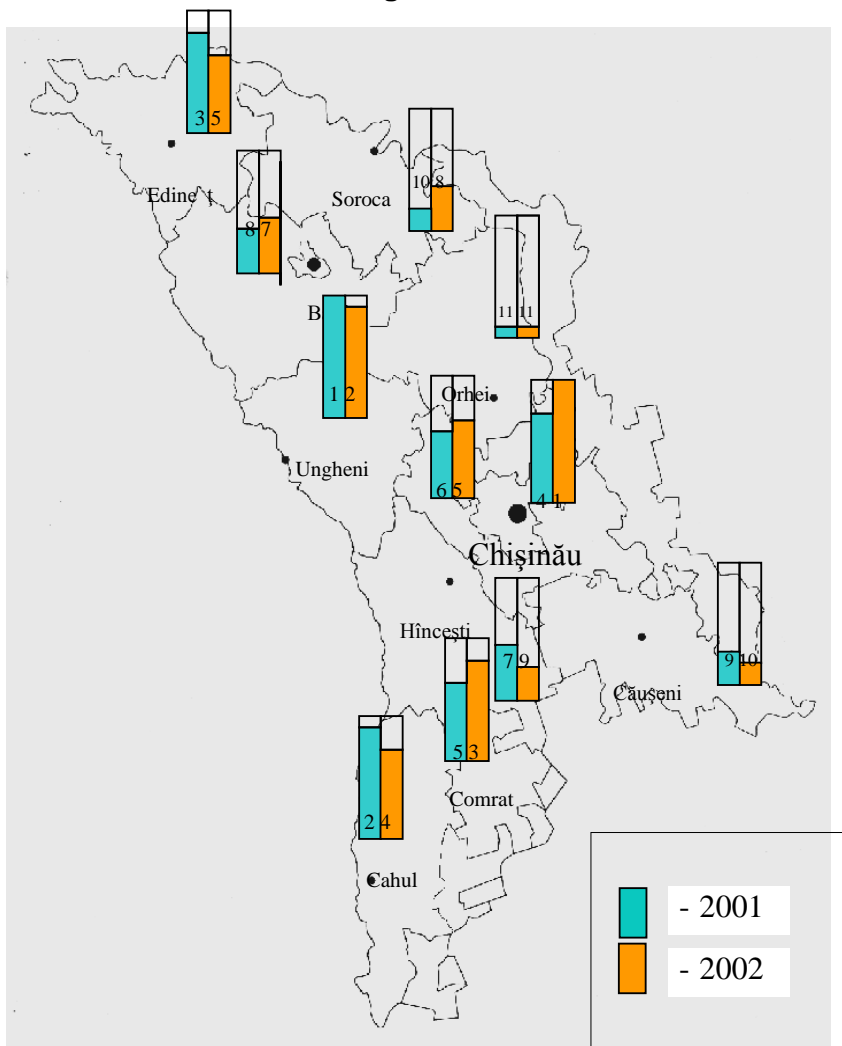 3 5
Edine ț
Soroca
10 8
8 7
11 11
B
1 2
Orhei
Ungheni
6 5
4 1
Chişinău
Hînceşti
7 9
9 10
Căuşeni
5 3
Comrat
2 4
Cahul
- 2001
- 2002